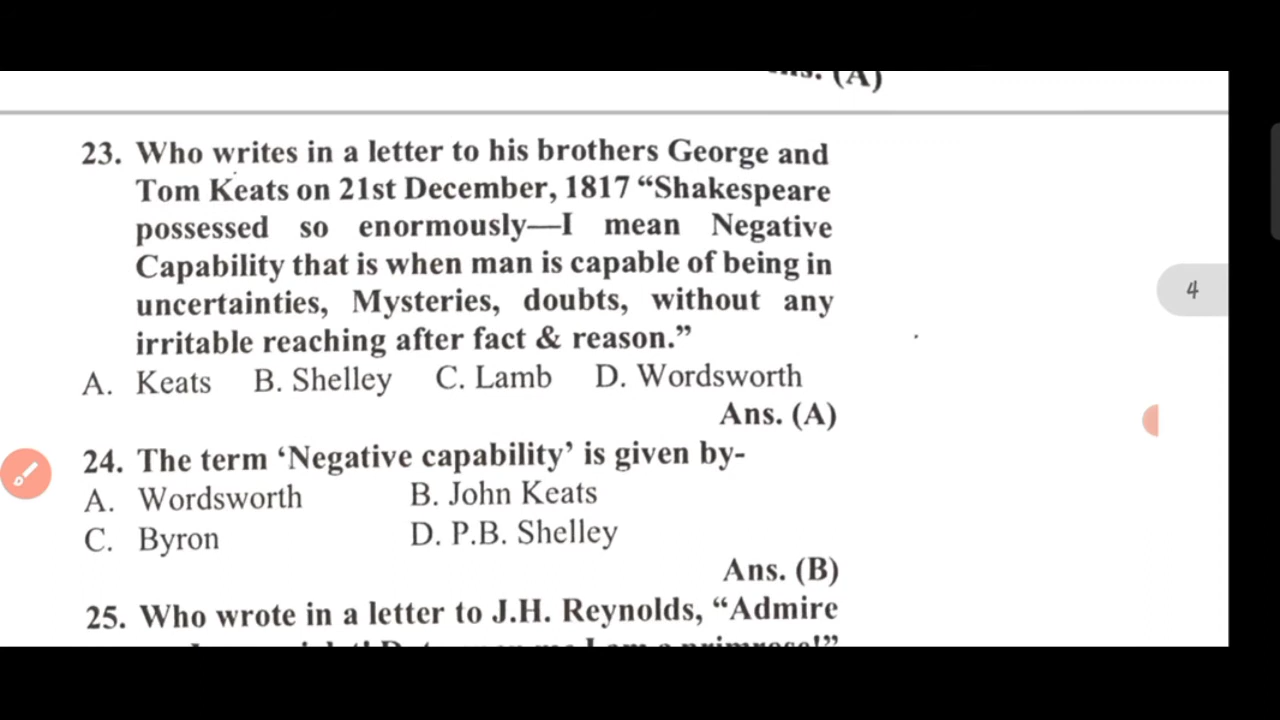 (A)
23. Who writes in a letter to his brothers George and
Tom Keats on 21st December, 1817 “Shakespeare
possessed so enormously—I mean Negative
Capability that is when man is capable of being in
uncertainties, Mysteries, doubts, without any
irritable reaching after fact & reason.”
A. Keats B. Shelley C. Lamb D. Wordsworth
Ans. (A)
4
24. The term ‘Negative capability’ is given by-
A. Wordsworth B. John Keats
C. Byron D. P.B. Shelley
Ans. (B)
25. Who wrote in a letter to J.H. Reynolds, “Admire
I am a primrose!”